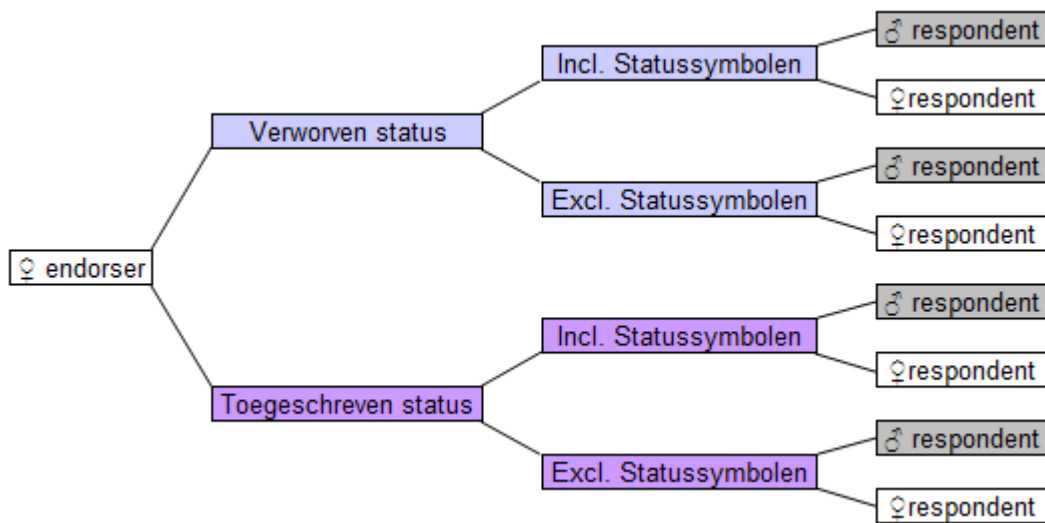 ♂ respondent
Incl. Statussymbolen
♀respondent
Verworven status
♂ respondent
Excl. Statussymbolen
♀respondent
♀ endorser
♂ respondent
Incl. Statussymbolen
♀respondent
Toegeschreven status
♂ respondent
Excl. Statussymbolen
♀respondent